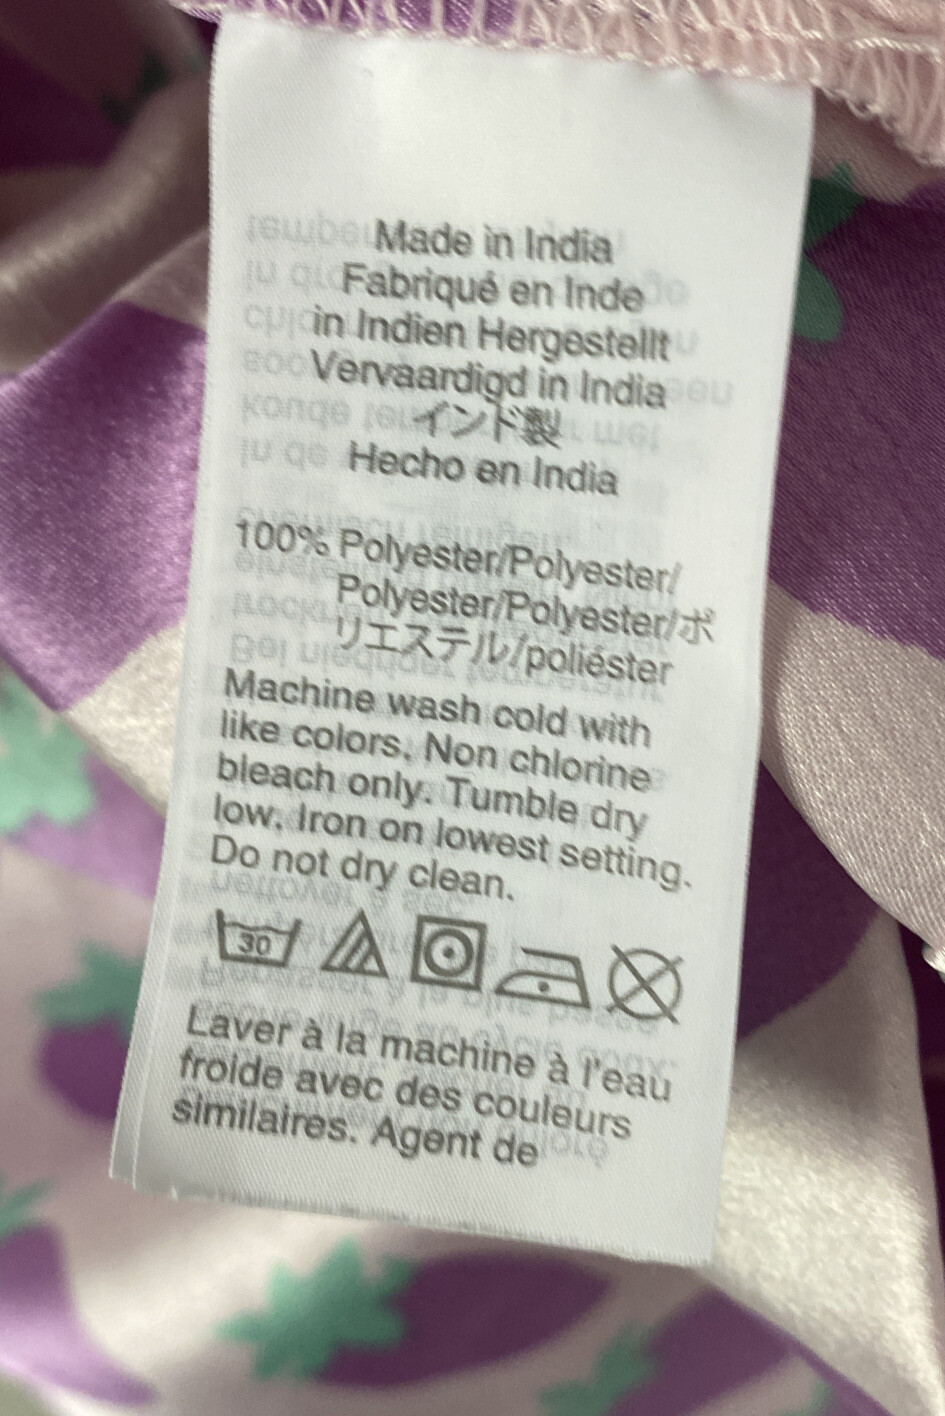 Made in India
Fabriqué en Inde
in Indien Hergestellt
Vervaardigd in India
インド製
Hecho en India
100% Polyester/Polyester/
Polyester/Polyester/ポ
リエステル/poliéster
Machine wash cold with
like colors. Non chlorine
bleach only. Tumble dry
low. Iron on lowest setting.
Do not dry clean.
30
Laver à la machine à l'eau
froide avec des couleurs
similaires. Agent de